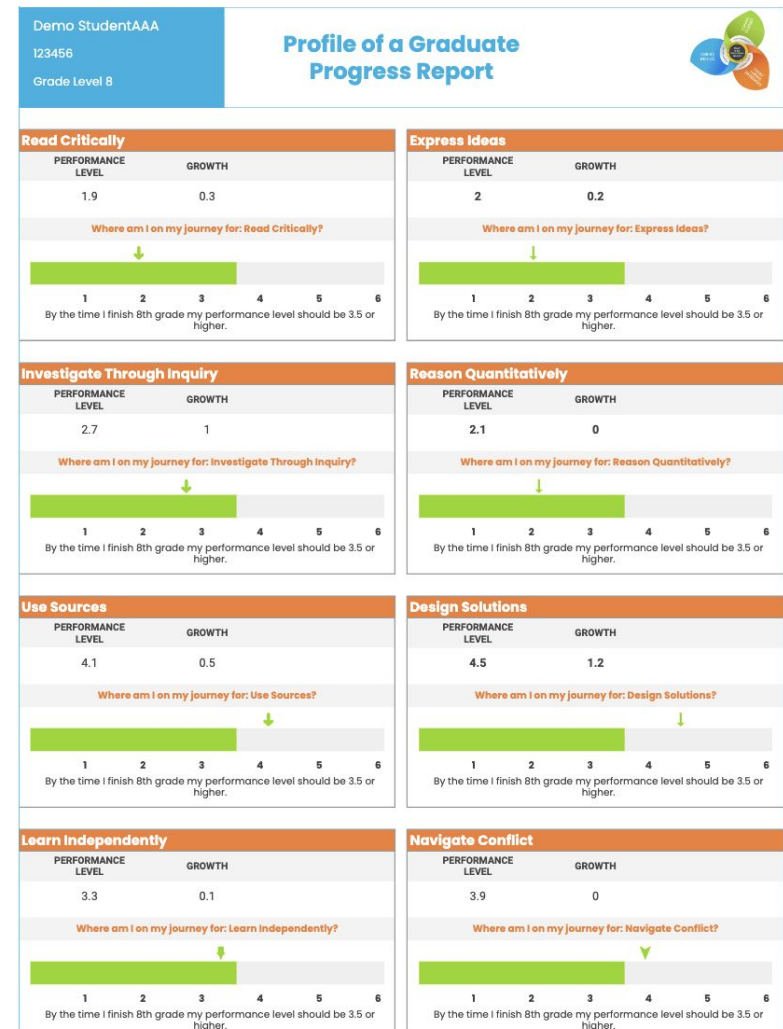 Demo StudentAAA
123456
Grade Level 8
Profile of a Graduate
Progress Report
Read Critically
PERFORMANCE
LEVEL
GROWTH
1.9
0.3
Where am I on my journey for: Read Critically?
1 2 3 4 5 6
By the time I finish 8th grade my performance level should be 3.5 or
higher.
Express Ideas
PERFORMANCE
LEVEL
GROWTH
2
0.2
Where am I on my journey for: Express Ideas?
1 2 3 4 5 6
By the time I finish 8th grade my performance level should be 3.5 or
higher.
Investigate Through Inquiry
PERFORMANCE
LEVEL
GROWTH
2.7
1
Where am I on my journey for: Investigate Through Inquiry?
1 2 3 4 5 6
By the time I finish 8th grade my performance level should be 3.5 or
higher.
Reason Quantitatively
PERFORMANCE
LEVEL
GROWTH
2.1
0
Where am I on my journey for: Reason Quantitatively?
1 2 3 4 5 6
By the time I finish 8th grade my performance level should be 3.5 or
higher.
Use Sources
PERFORMANCE
LEVEL
GROWTH
4.1
0.5
Where am I on my journey for: Use Sources?
1 2 3 4 5 6
By the time I finish 8th grade my performance level should be 3.5 or
higher.
Design Solutions
PERFORMANCE
LEVEL
GROWTH
4.5
1.2
Where am I on my journey for: Design Solutions?
1 2 3 4 5 6
By the time I finish 8th grade my performance level should be 3.5 or
higher.
Learn Independently
PERFORMANCE
LEVEL
GROWTH
3.3
0.1
Where am I on my journey for: Learn Independently?
1 2 3 4 5 6
By the time I finish 8th grade my performance level should be 3.5 or
higher.
Navigate Conflict
PERFORMANCE
LEVEL
GROWTH
3.9
0
Where am I on my journey for: Navigate Conflict?
1 2 3 4 5 6
By the time I finish 8th grade my performance level should be 3.5 or
higher.